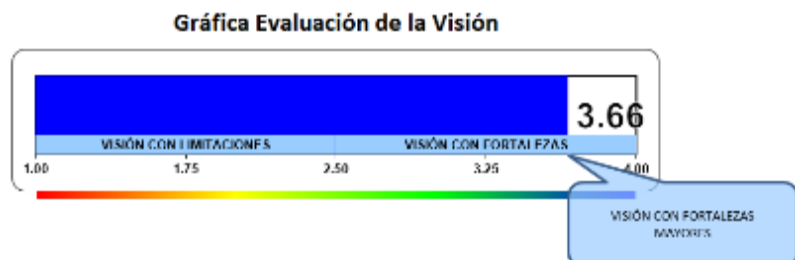 Gráfica Evaluación de la Visión
3.66
VISIÓN CON LIMITACIONES VISIÓN CON FORTALEZAS
1.00 1.75 2.50 3.25 4.00
VISIÓN CON FORTALEZAS
MAYORES